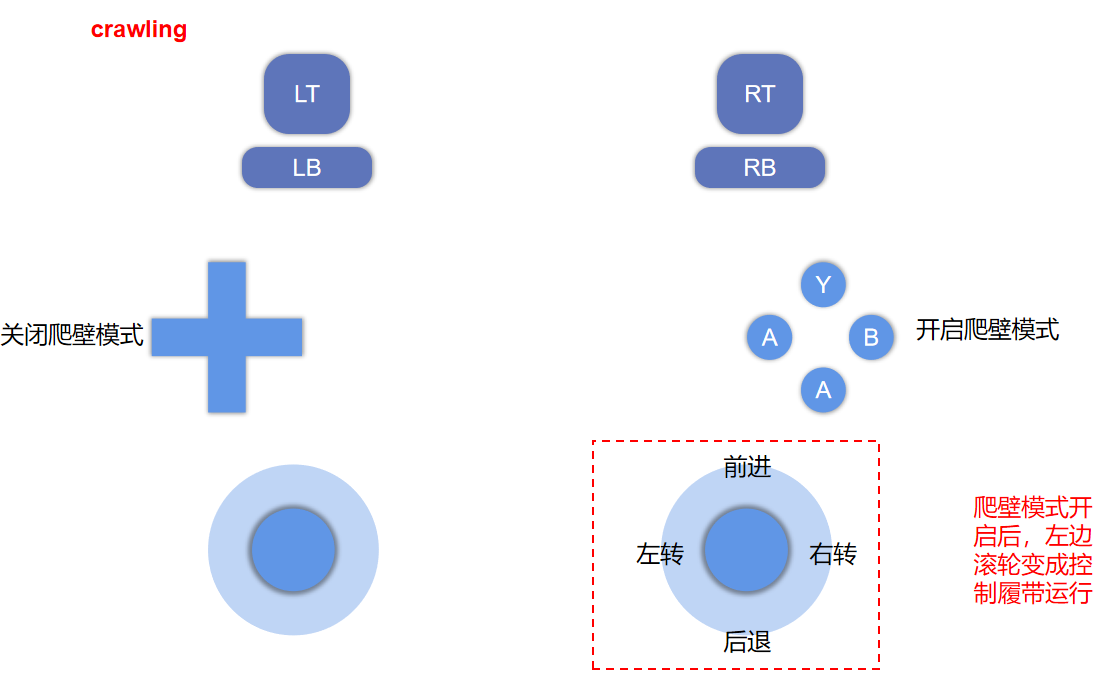 crawling
LT
RT
LB
RB
Y
关闭爬壁模式
A
B
开启爬壁模式
A
前进
左转
右转
后退
爬壁模式开
启后，左边
滚轮变成控
制履带运行